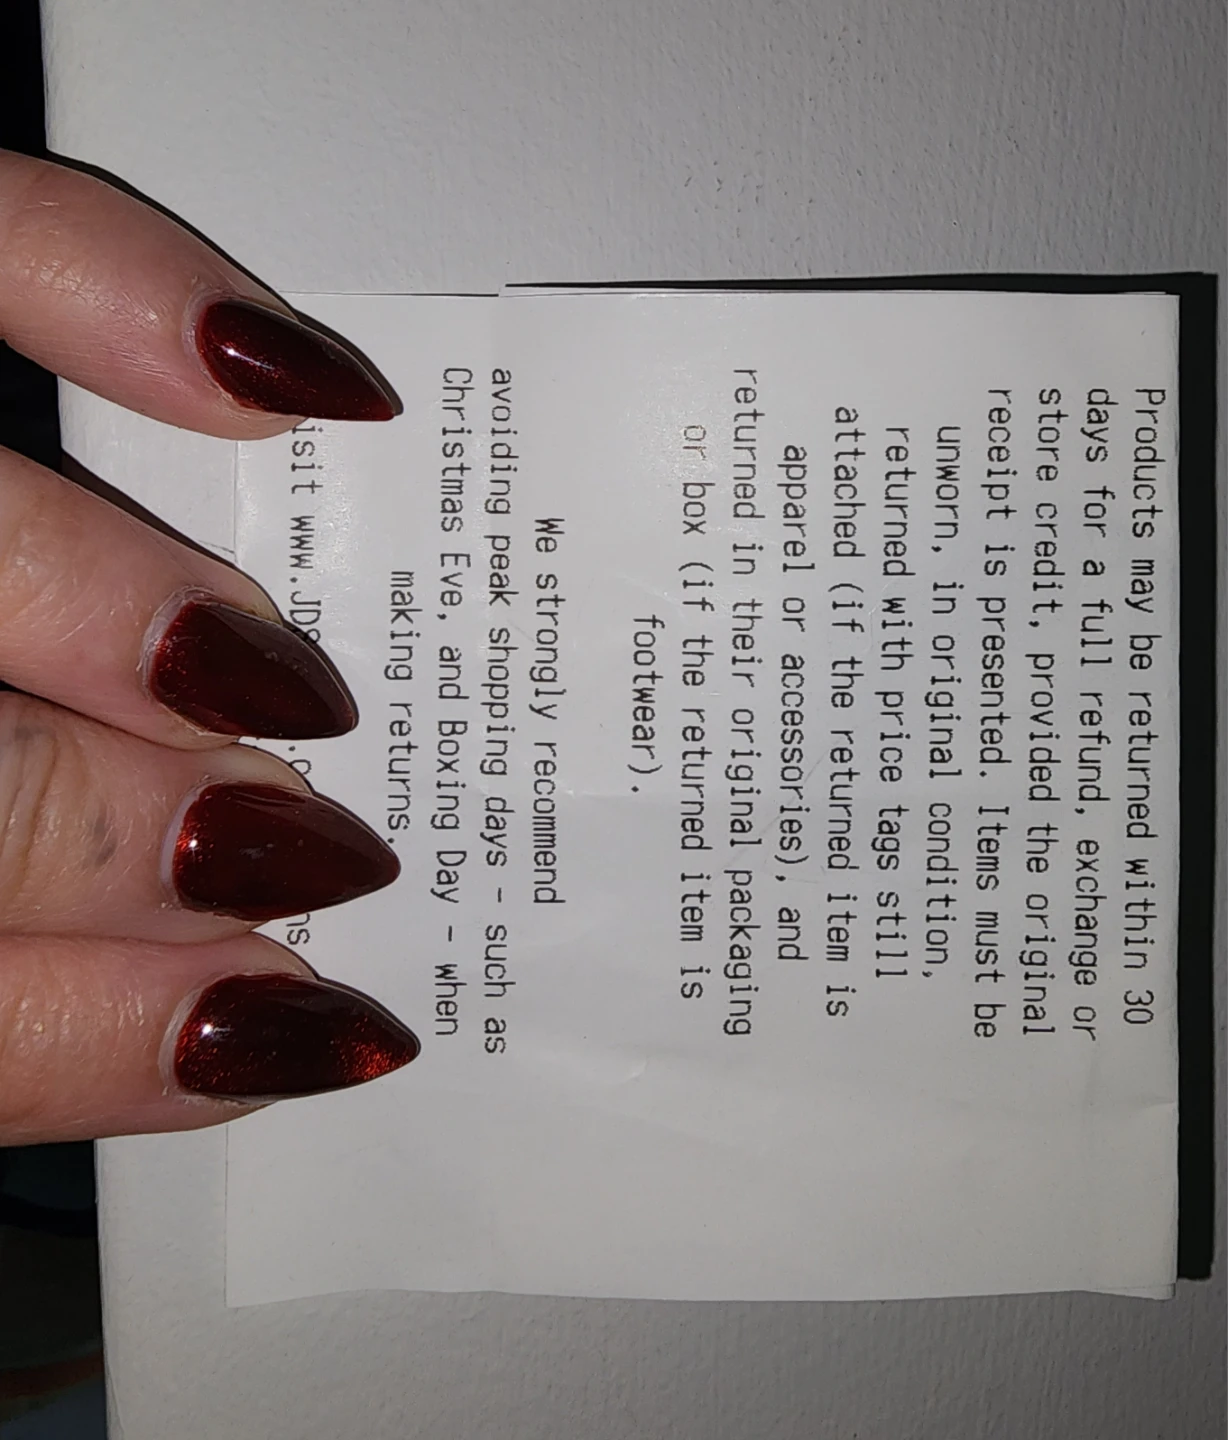 Products may be returned within 30
days for a full refund, exchange or
store credit, provided the original
receipt is presented. Items must be
unworn, in original condition,
returned with price tags still
attached (if the returned item is
apparel or accessories), and
returned in their original packaging
or box (if the returned item is
footwear).
We strongly recommend
avoiding peak shopping days - such as
Christmas Eve, and Boxing Day - when
making returns.
isit www.JD